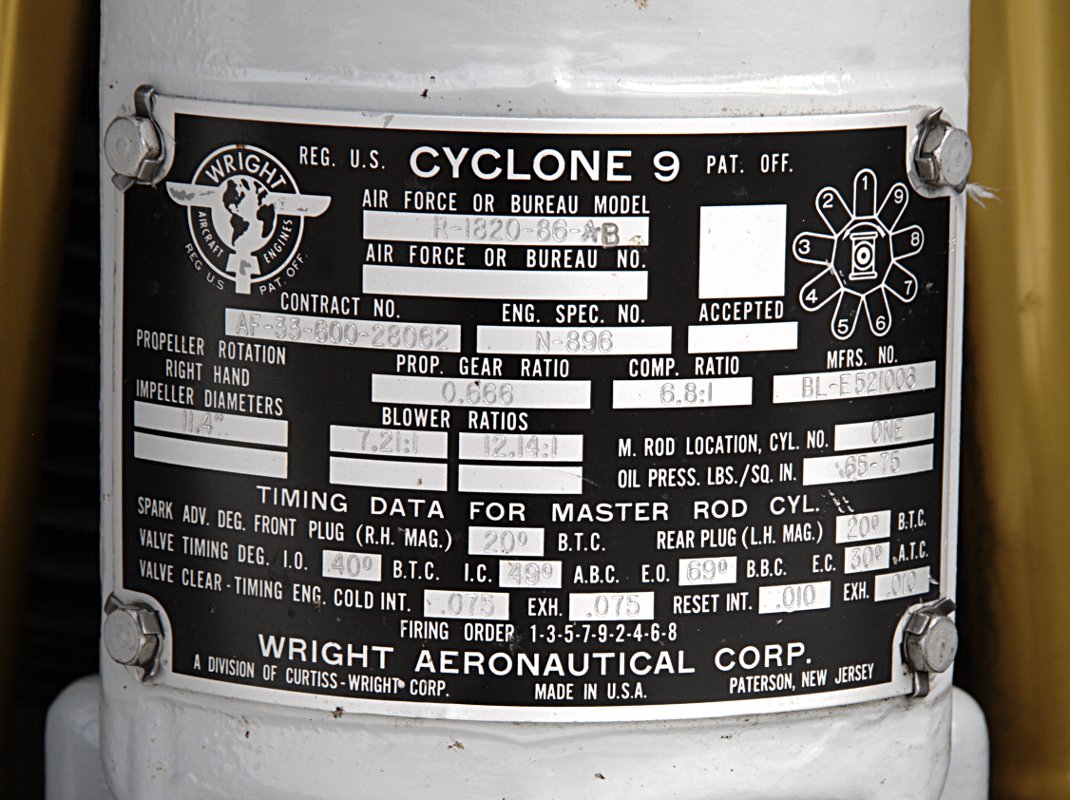 REG. U.S. CYCLONE 9 PAT. OFF.
WRIGHT
AIRCRAFT ENGINES
REG U.S. PAT. OFF.
AIR FORCE OR BUREAU MODEL
R-1820-86-B
AIR FORCE OR BUREAU NO.
1
2
3
4
5
6
7
8
9
CONTRACT NO. ENG. SPEC. NO. ACCEPTED
AF-33-600-28062 N-896
PROPELLER ROTATION
RIGHT HAND
PROP. GEAR RATIO COMP. RATIO MFRS. NO.
0.666 6.8:1 BL-E521006
IMPELLER DIAMETERS
11.4"
BLOWER RATIOS
7.21:1 12.14:1
M. ROD LOCATION, CYL. NO. ONE
OIL PRESS. LBS./SQ. IN. 65-75
TIMING DATA FOR MASTER ROD CYL.
SPARK ADV. DEG. FRONT PLUG (R.H. MAG.) 20° B.T.C. REAR PLUG (L.H. MAG.) 20° B.T.C.
VALVE TIMING DEG. I.O. 40° B.T.C. I.C. 49° A.B.C. E.O. 69° B.B.C. E.C. 30° A.T.C.
VALVE CLEAR-TIMING ENG. COLD INT. .075 EXH. .075 RESET INT. .010 EXH. .010
FIRING ORDER 1-3-5-7-9-2-4-6-8
WRIGHT AERONAUTICAL CORP.
A DIVISION OF CURTISS-WRIGHT CORP. MADE IN U.S.A. PATERSON, NEW JERSEY